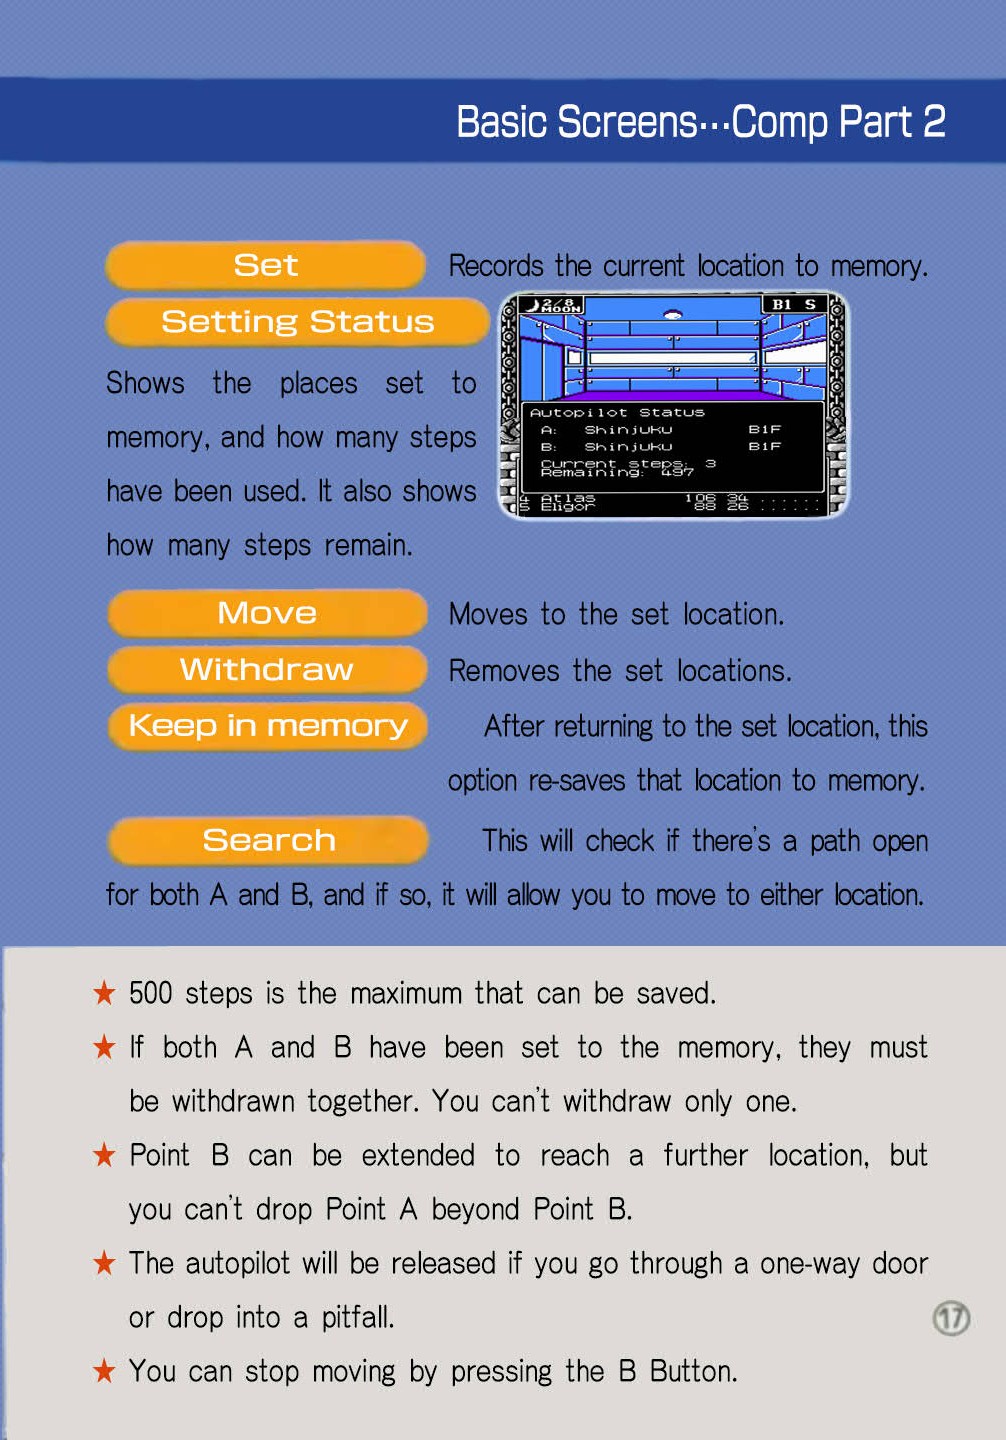 Basic Screens···Comp Part 2
Set
Records the current location to memory.
Setting Status
Shows the places set to
memory, and how many steps
have been used. It also shows
how many steps remain.
2/8
MOON
B1 S
Autopilot Status
A: Shinjuku B1F
B: Shinjuku B1F
Current steps: 3
Remaining: 497
4 Atlas 106 34 ......
5 Eligor 88 26 ......
Move
Moves to the set location.
Withdraw
Removes the set locations.
Keep in memory
After returning to the set location, this
option re-saves that location to memory.
Search
This will check if there's a path open
for both A and B, and if so, it will allow you to move to either location.
★ 500 steps is the maximum that can be saved.
★ If both A and B have been set to the memory, they must
be withdrawn together. You can't withdraw only one.
★ Point B can be extended to reach a further location, but
you can't drop Point A beyond Point B.
★ The autopilot will be released if you go through a one-way door
or drop into a pitfall.
★ You can stop moving by pressing the B Button.
17